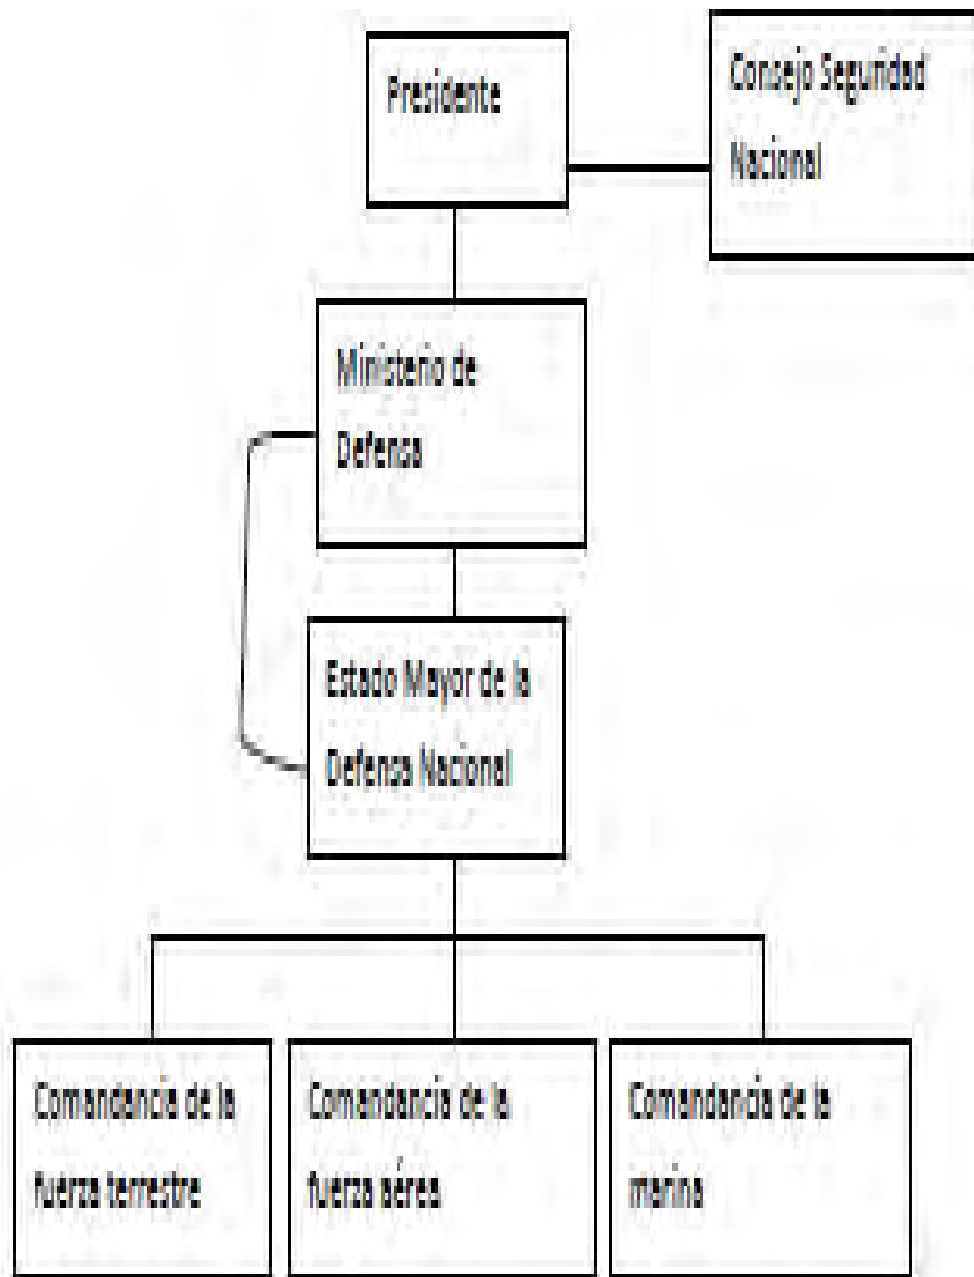 Presidente
Consejo Seguridad
Nacional
Ministerio de
Defensa
Estado Mayor de la
Defensa Nacional
Comandancia de la
fuerza terrestre
Comandancia de la
fuerza aérea
Comandancia de la
marina